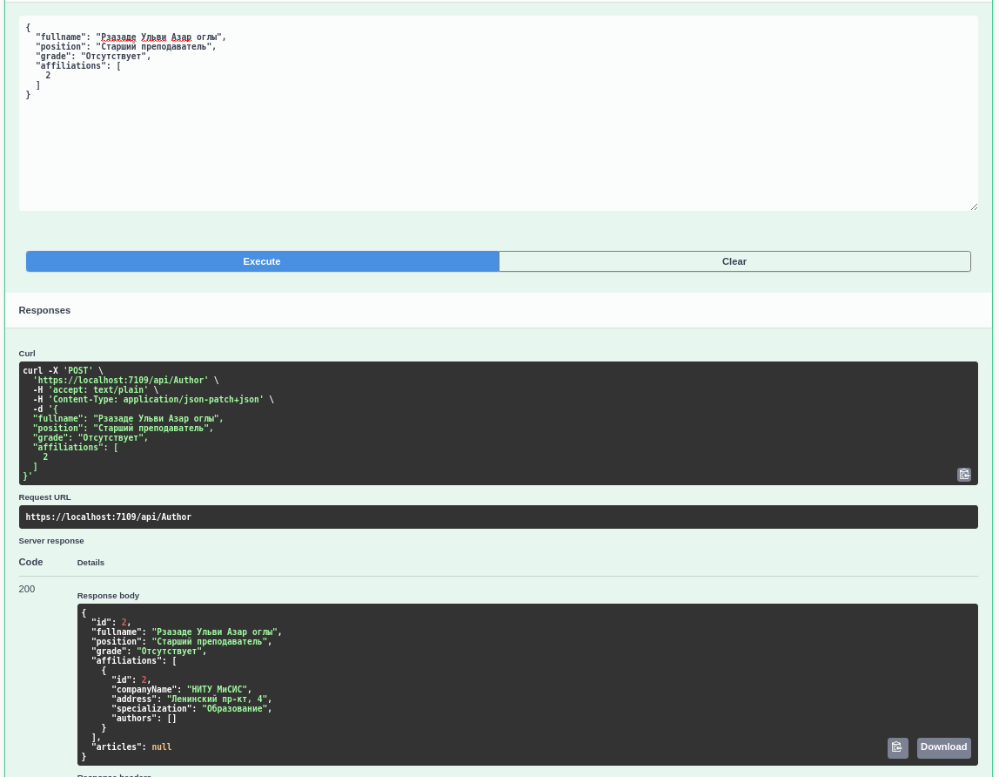 {
  "fullname": "Рзазаде Ульви Азар оглы",
  "position": "Старший преподаватель",
  "grade": "Отсутствует",
  "affiliations": [
    2
  ]
}
Execute
Clear
Responses
Curl
curl -X 'POST' \
  'https://localhost:7109/api/Author' \
  -H 'accept: text/plain' \
  -H 'Content-Type: application/json-patch+json' \
  -d '{
  "fullname": "Рзазаде Ульви Азар оглы",
  "position": "Старший преподаватель",
  "grade": "Отсутствует",
  "affiliations": [
    2
  ]
}'
Request URL
https://localhost:7109/api/Author
Server response
Code
Details
200
Response body
{
  "id": 2,
  "fullname": "Рзазаде Ульви Азар оглы",
  "position": "Старший преподаватель",
  "grade": "Отсутствует",
  "affiliations": [
    {
      "id": 2,
      "companyName": "НИТУ МиСИС",
      "address": "Ленинский пр-кт, 4",
      "specialization": "Образование",
      "authors": []
    }
  ],
  "articles": null
}
Download
Response headers